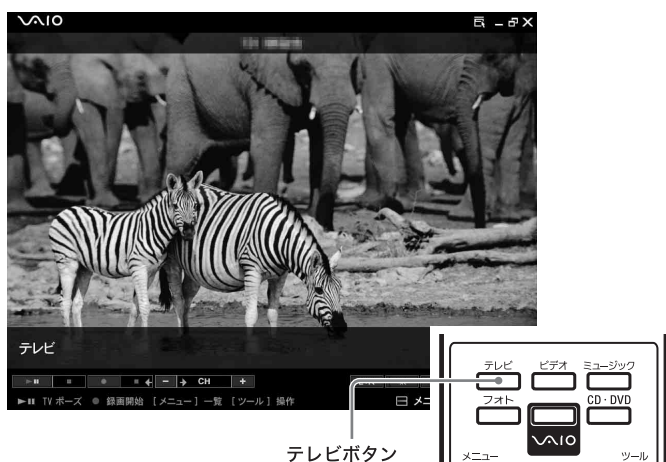 VAIO
テレビ
CH
►II TV ポーズ ● 録画開始 [メニュー] 一覧 [ツール] 操作
テレビボタン
テレビ ビデオ ミュージック
フォト CD・DVD
VAIO
メニュー ツール